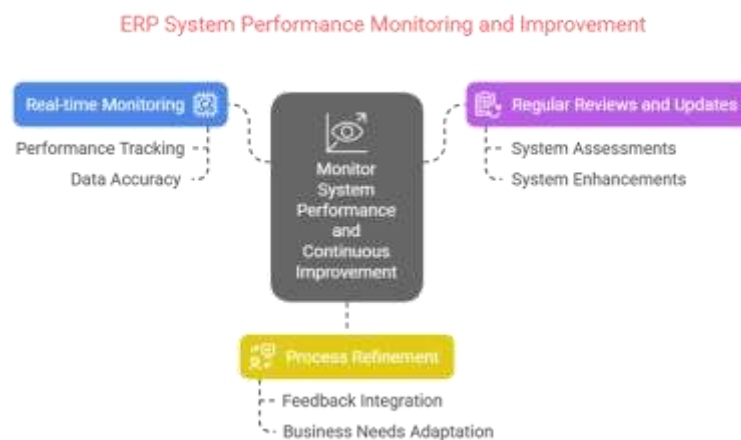 ERP System Performance Monitoring and Improvement
Real-time Monitoring
Performance Tracking
Data Accuracy
Monitor
System
Performance
and
Continuous
Improvement
Regular Reviews and Updates
System Assessments
System Enhancements
Process Refinement
Feedback Integration
Business Needs Adaptation